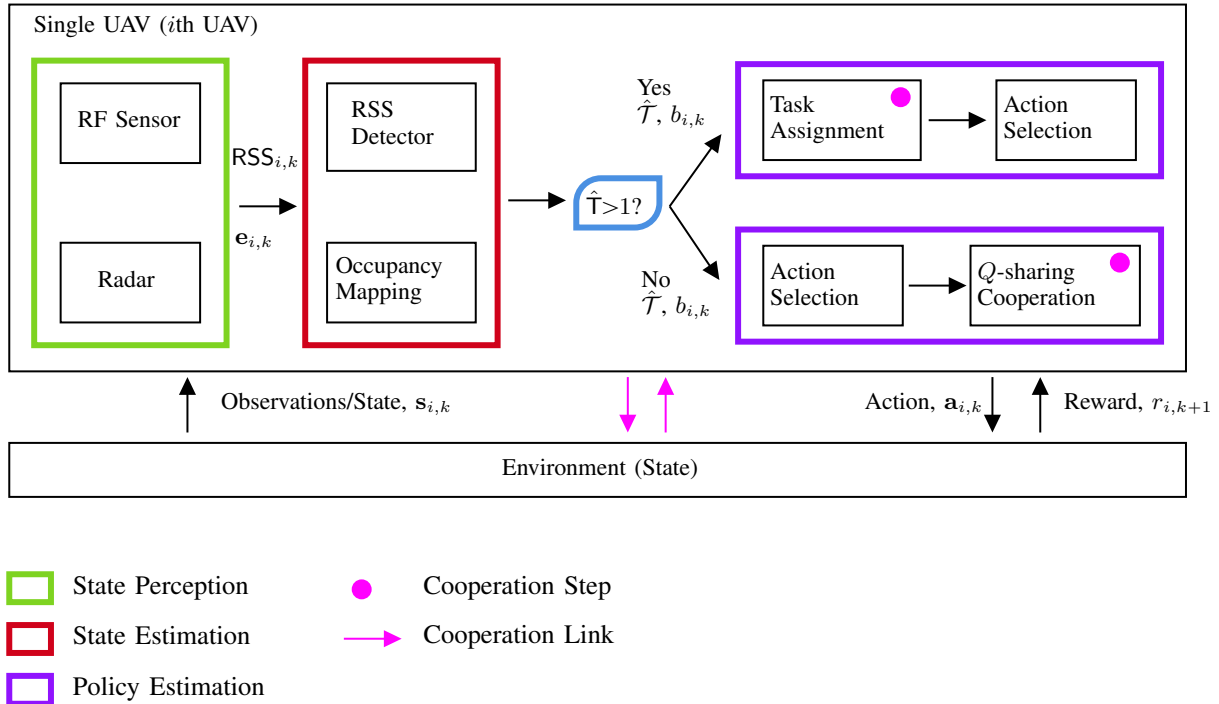 Single UAV (ith UAV)
RF Sensor
Radar
RSS_{i,k}
e_{i,k}
RSS
Detector
Occupancy
Mapping
T̂>1?
Yes
𝒯̂, b_{i,k}
No
𝒯̂, b_{i,k}
Task
Assignment
Action
Selection
Action
Selection
Q-sharing
Cooperation
Observations/State, s_{i,k}
Action, a_{i,k}
Reward, r_{i,k+1}
Environment (State)
State Perception
Cooperation Step
State Estimation
Cooperation Link
Policy Estimation